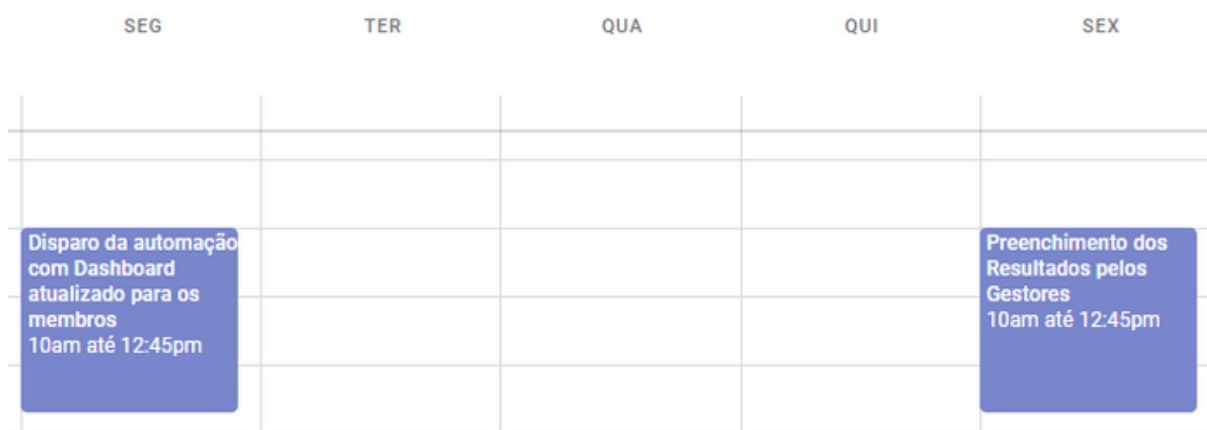 SEG TER QUA QUI SEX
Disparo da automação
com Dashboard
atualizado para os
membros
10am até 12:45pm
Preenchimento dos
Resultados pelos
Gestores
10am até 12:45pm